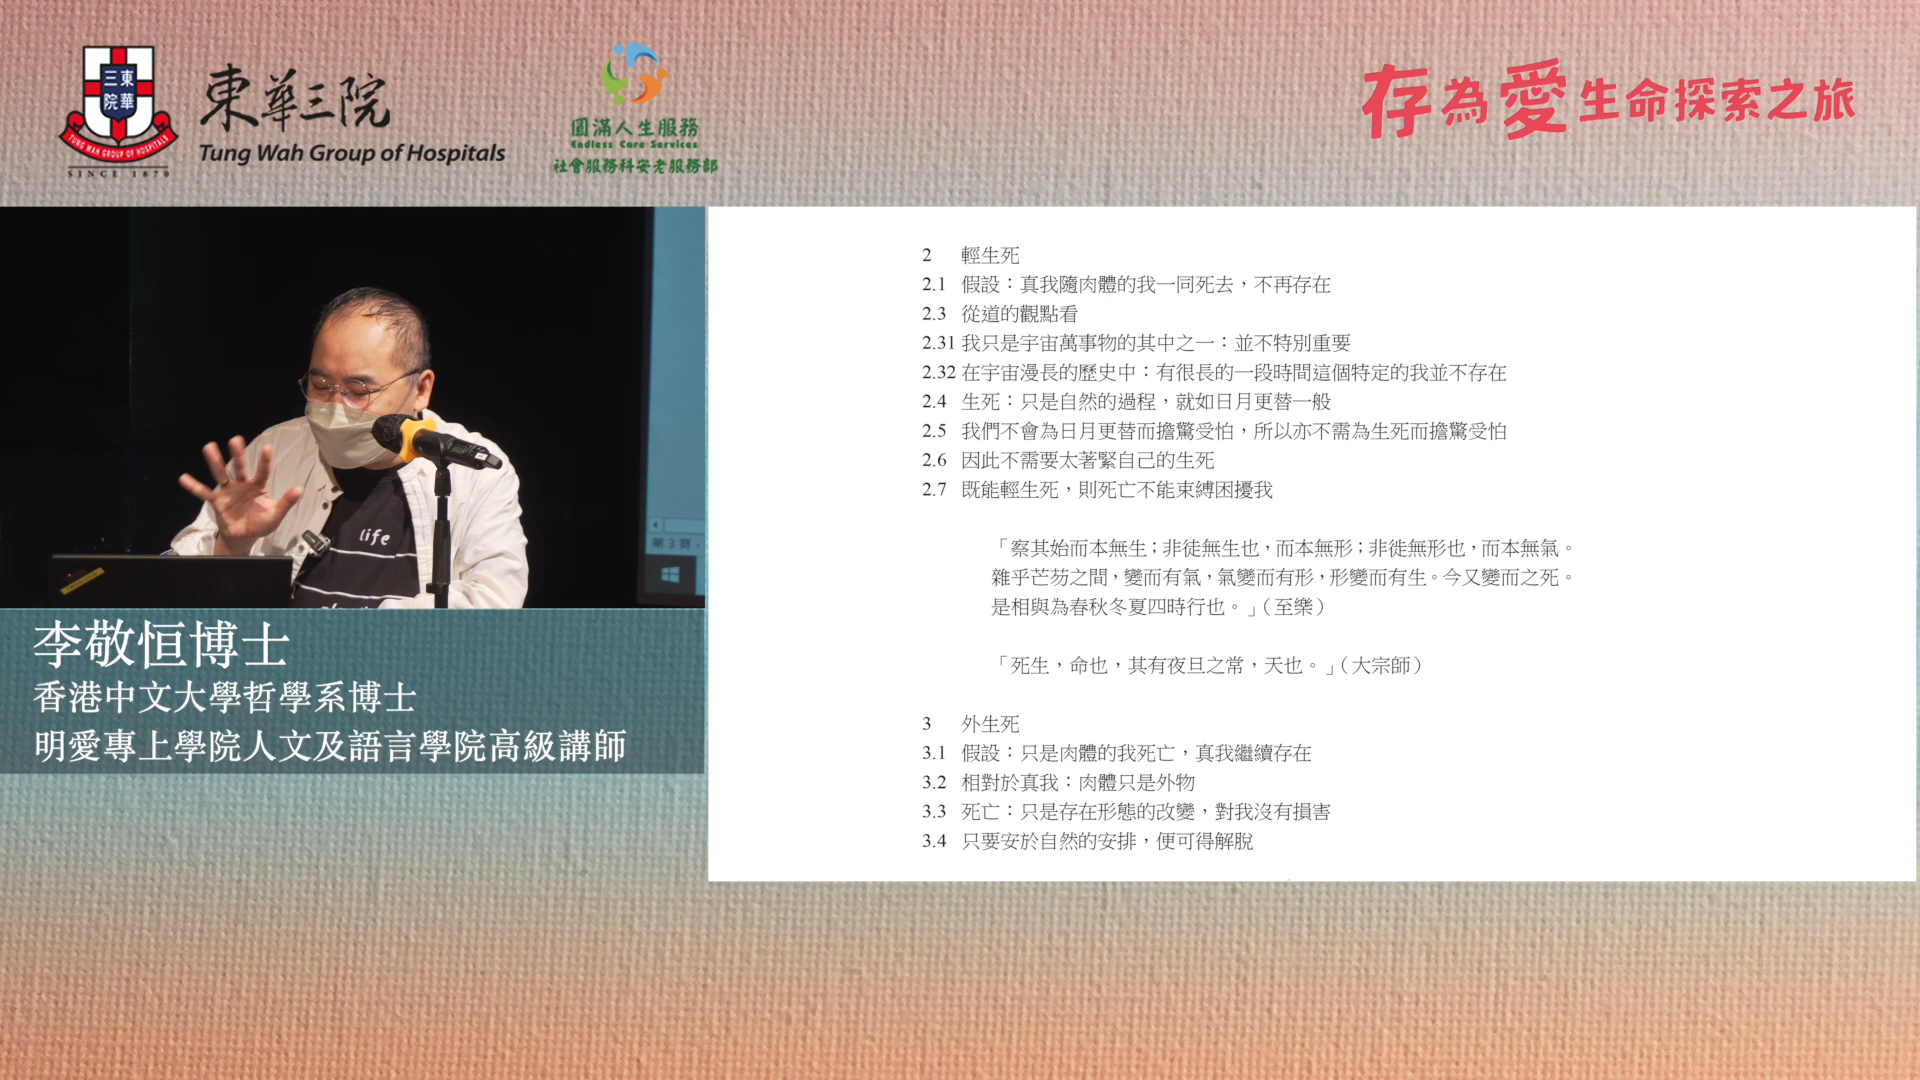 東華三院
TUNG WAH GROUP OF HOSPITALS
SINCE 1870
東華三院
Tung Wah Group of Hospitals
圓滿人生服務
Endless Care Services
社會服務科安老服務部
存為愛生命探索之旅
life
第 3 頁
李敬恒博士
香港中文大學哲學系博士
明愛專上學院人文及語言學院高級講師
2 輕生死
2.1 假設：真我隨肉體的我一同死去，不再存在
2.3 從道的觀點看
2.31 我只是宇宙萬事物的其中之一：並不特別重要
2.32 在宇宙漫長的歷史中：有很長的一段時間這個特定的我並不存在
2.4 生死：只是自然的過程，就如日月更替一般
2.5 我們不會為日月更替而擔驚受怕，所以亦不需為生死而擔驚受怕
2.6 因此不需要太著緊自己的生死
2.7 既能輕生死，則死亡不能束縛困擾我
「察其始而本無生；非徒無生也，而本無形；非徙無形也，而本無氣。
雜乎芒芴之間，變而有氣，氣變而有形，形變而有生。今又變而之死。
是相與為春秋冬夏四時行也。」（至樂）
「死生，命也，其有夜旦之常，天也。」（大宗師）
3 外生死
3.1 假設：只是肉體的我死亡，真我繼續存在
3.2 相對於真我：肉體只是外物
3.3 死亡：只是存在形態的改變，對我沒有損害
3.4 只要安於自然的安排，便可得解脫